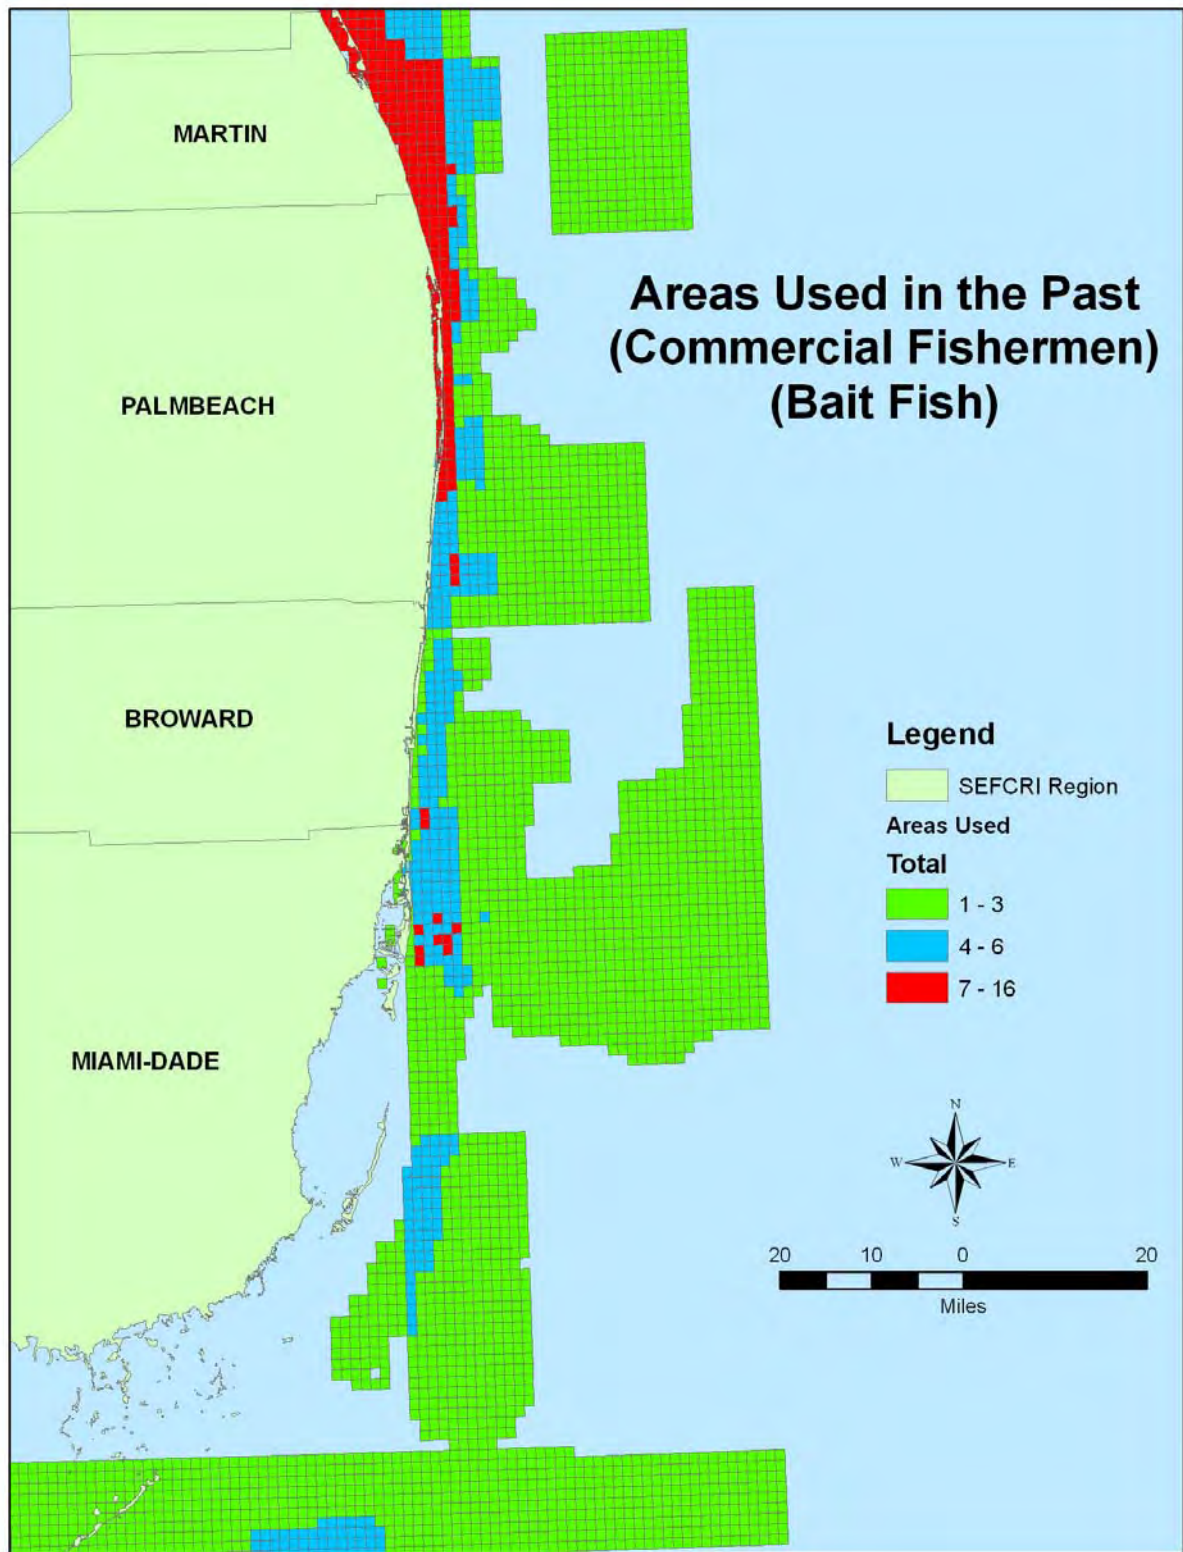 MARTIN
Areas Used in the Past
(Commercial Fishermen)
(Bait Fish)
PALMBEACH
BROWARD
Legend
SEFCRI Region
Areas Used
Total
1 - 3
4 - 6
7 - 16
MIAMI-DADE
N
W
E
S
20 10 0 20
Miles